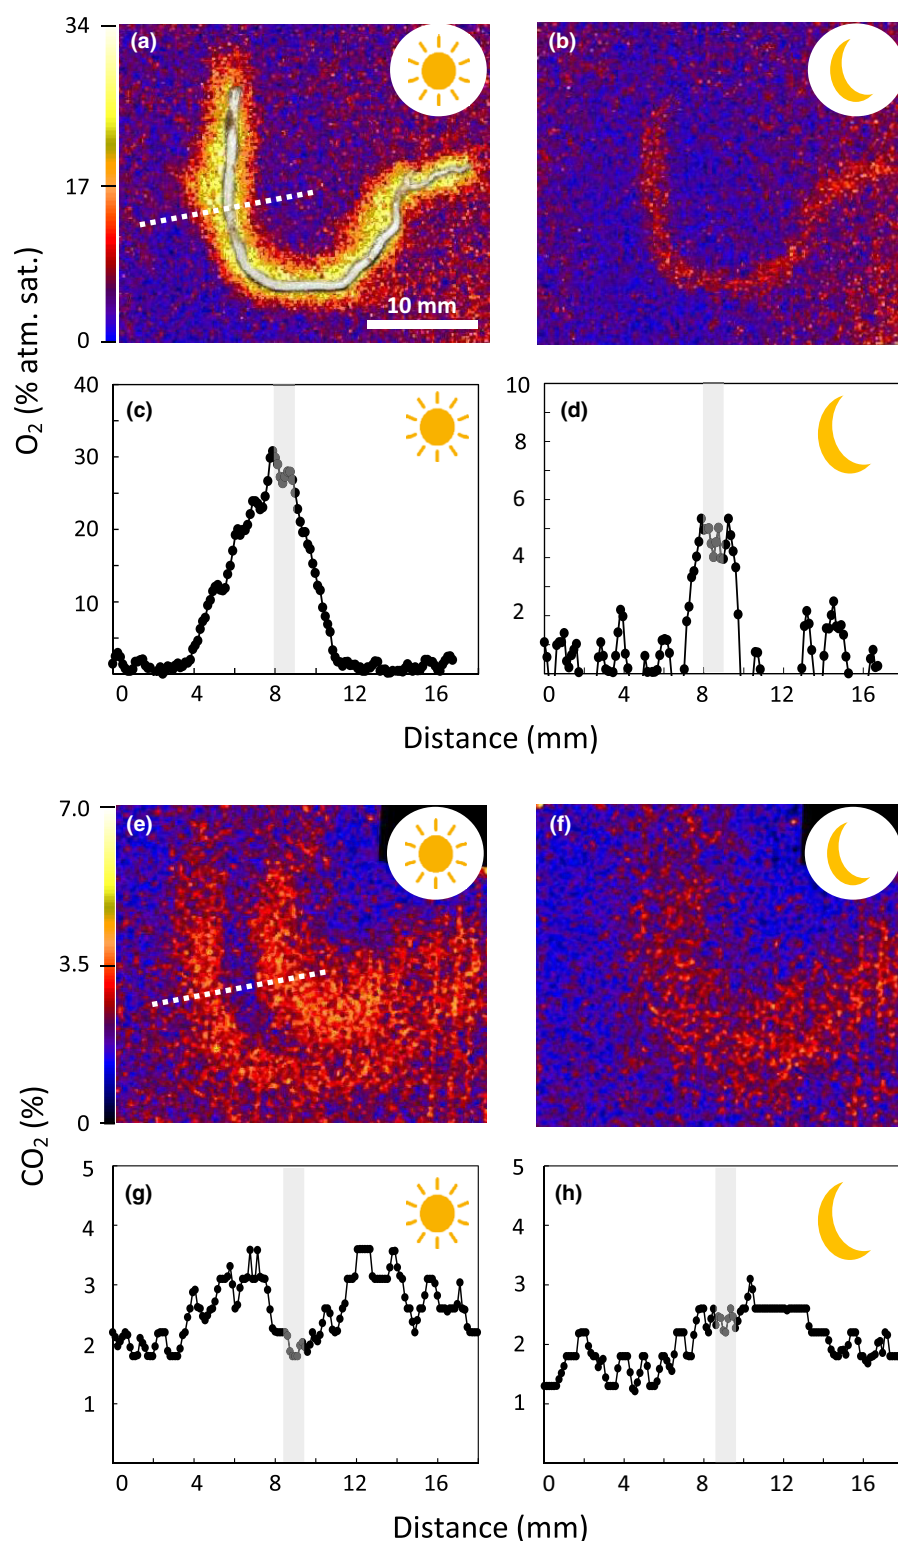 34
17
0
O₂ (% atm. sat.)
(a)
10 mm
(b)
40
30
20
10
(c)
0 4 8 12 16
10
8
6
4
2
(d)
0 4 8 12 16
Distance (mm)
7.0
3.5
0
CO₂ (%)
(e)
(f)
5
4
3
2
1
(g)
0 4 8 12 16
5
4
3
2
1
(h)
0 4 8 12 16
Distance (mm)